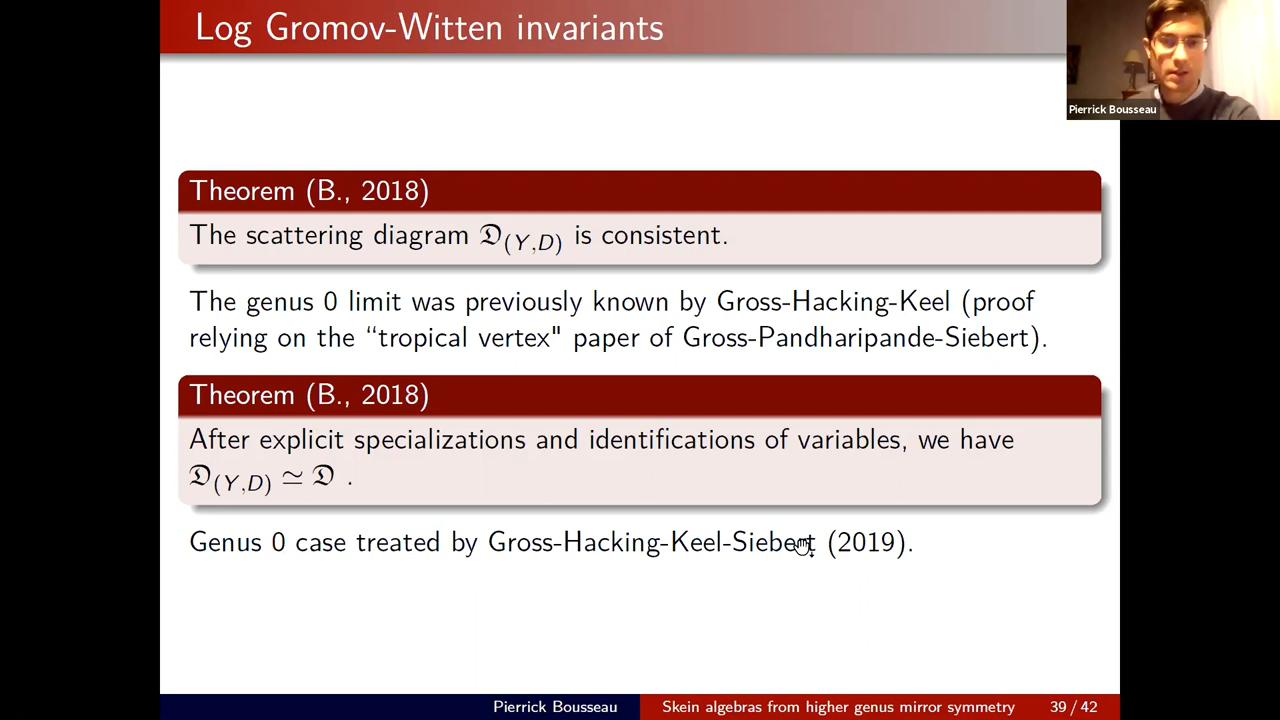 Log Gromov-Witten invariants
Pierrick Bousseau
Theorem (B., 2018)
The scattering diagram 𝔇(Y,D) is consistent.
The genus 0 limit was previously known by Gross-Hacking-Keel (proof
relying on the “tropical vertex" paper of Gross-Pandharipande-Siebert).
Theorem (B., 2018)
After explicit specializations and identifications of variables, we have
𝔇(Y,D) ≃ 𝔇 .
Genus 0 case treated by Gross-Hacking-Keel-Siebert (2019).
Pierrick Bousseau Skein algebras from higher genus mirror symmetry 39 / 42